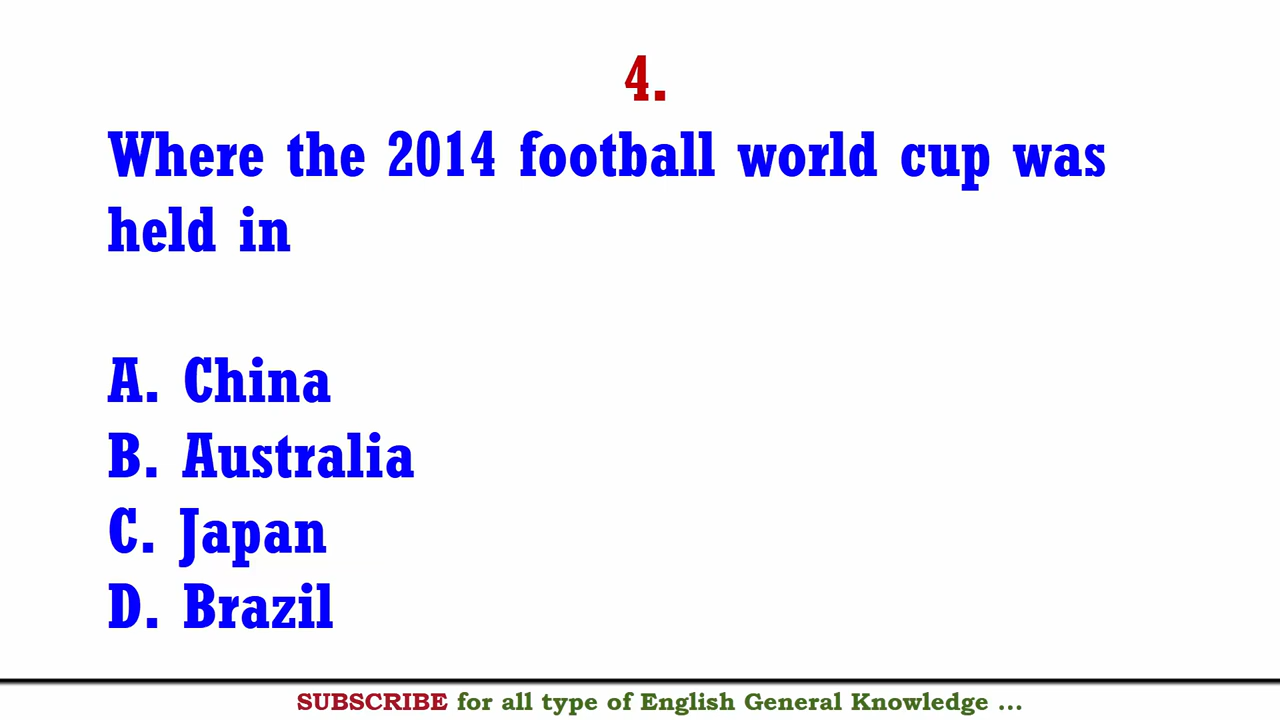 4.
Where the 2014 football world cup was
held in
A. China
B. Australia
C. Japan
D. Brazil
SUBSCRIBE for all type of English General Knowledge ...